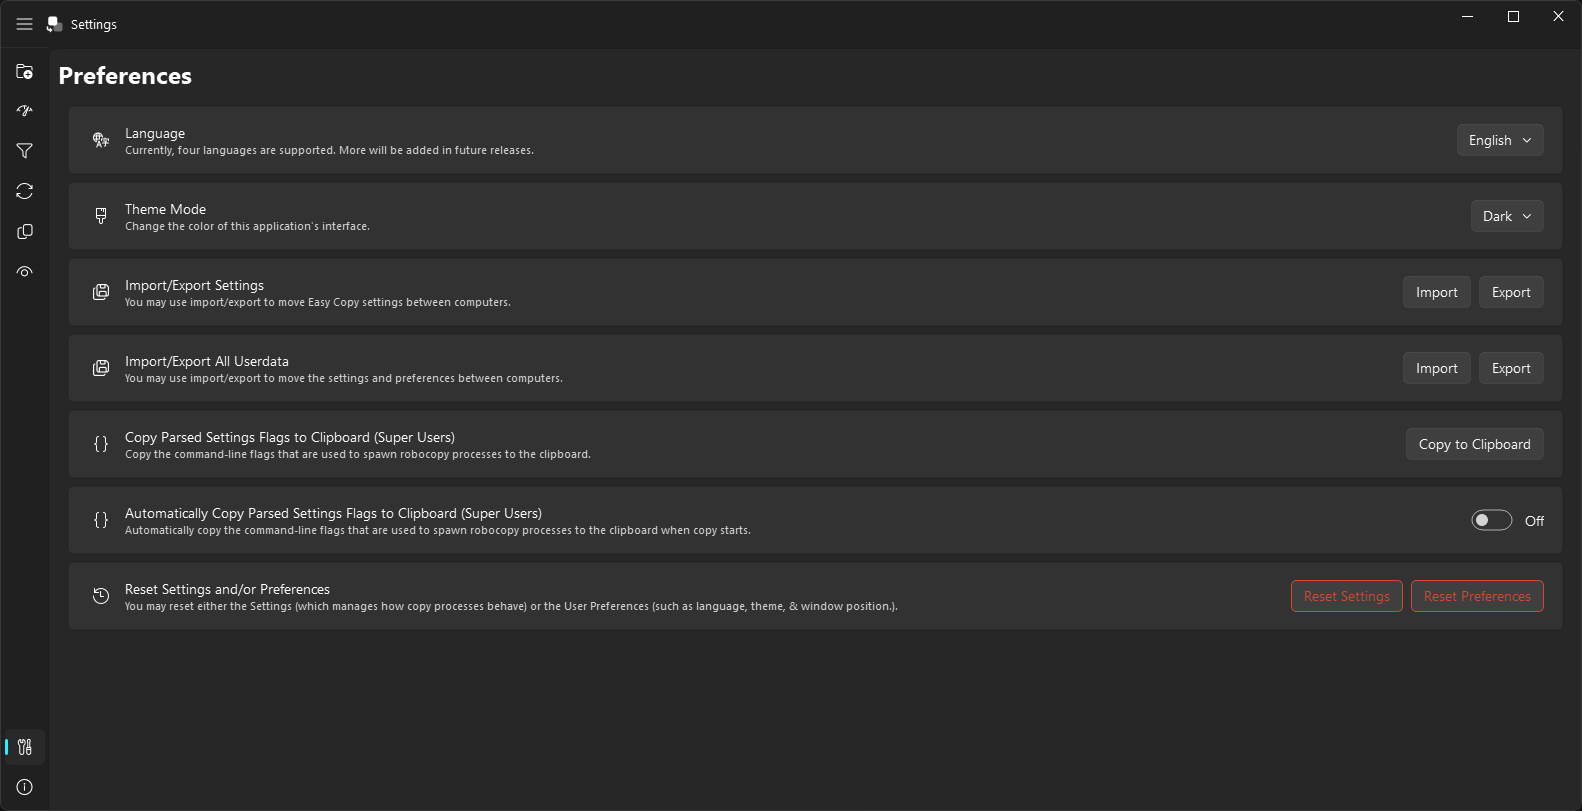 Settings
Preferences
Language
Currently, four languages are supported. More will be added in future releases.
English
Theme Mode
Change the color of this application's interface.
Dark
Import/Export Settings
You may use import/export to move Easy Copy settings between computers.
Import
Export
Import/Export All Userdata
You may use import/export to move the settings and preferences between computers.
Import
Export
Copy Parsed Settings Flags to Clipboard (Super Users)
Copy the command-line flags that are used to spawn robocopy processes to the clipboard.
Copy to Clipboard
Automatically Copy Parsed Settings Flags to Clipboard (Super Users)
Automatically copy the command-line flags that are used to spawn robocopy processes to the clipboard when copy starts.
Off
Reset Settings and/or Preferences
You may reset either the Settings (which manages how copy processes behave) or the User Preferences (such as language, theme, & window position.).
Reset Settings
Reset Preferences